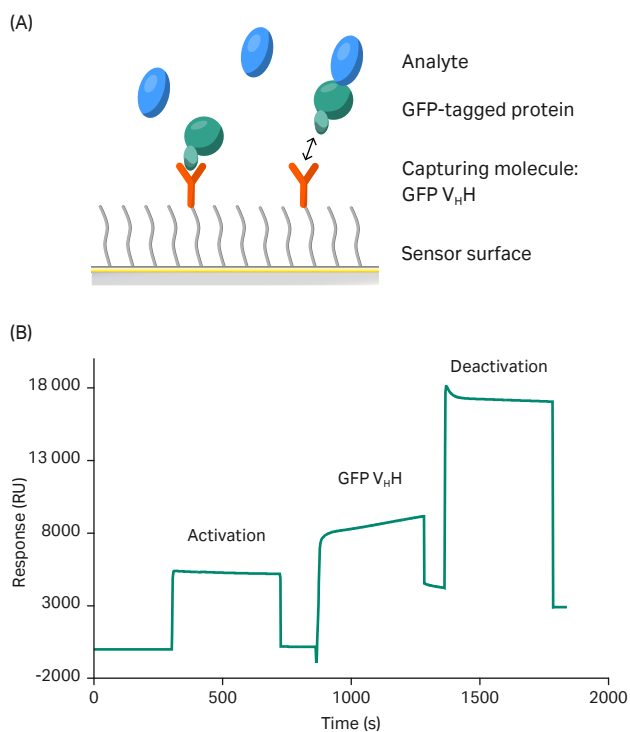 (A)
Analyte
GFP-tagged protein
Capturing molecule:
GFP VHH
Sensor surface
(B)
Deactivation
18 000
13 000
GFP VHH
8000
Activation
3000
-2000
Response (RU)
0
500
1000
1500
2000
Time (s)